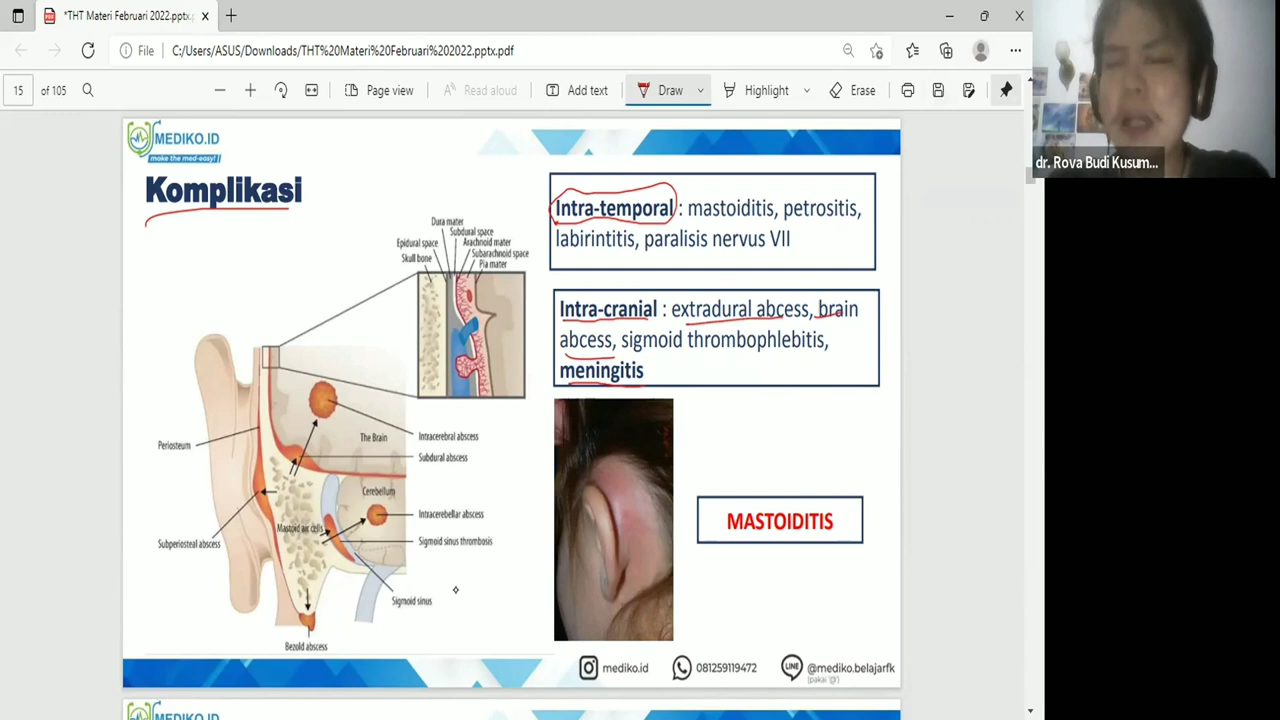 *THT Materi Februari 2022.pptx.
File
C:/Users/ASUS/Downloads/THT%20Materi%20Februari%202022.pptx.pdf
15 of 105
Page view
Read aloud
Add text
Draw
Highlight
Erase
dr. Rova Budi Kusum...
MEDIKO.ID
make the med-easy!
Komplikasi
Intra-temporal : mastoiditis, petrositis,
labirintitis, paralisis nervus VII
Intra-cranial : extradural abcess, brain
abcess, sigmoid thrombophlebitis,
meningitis
MASTOIDITIS
Dura mater
Subdural space
Epidural space
Arachnoid mater
Skull bone
Subarachnoid space
Pia mater
Periosteum
The Brain
Intracerebral abscess
Subdural abscess
Cerebellum
Mastoid air cells
Intracerebellar abscess
Subperiosteal abscess
Sigmoid sinus thrombosis
Sigmoid sinus
Bezold abscess
mediko.id
081259119472
@mediko.belajarfk
(pakai '@')
MEDIKO.ID